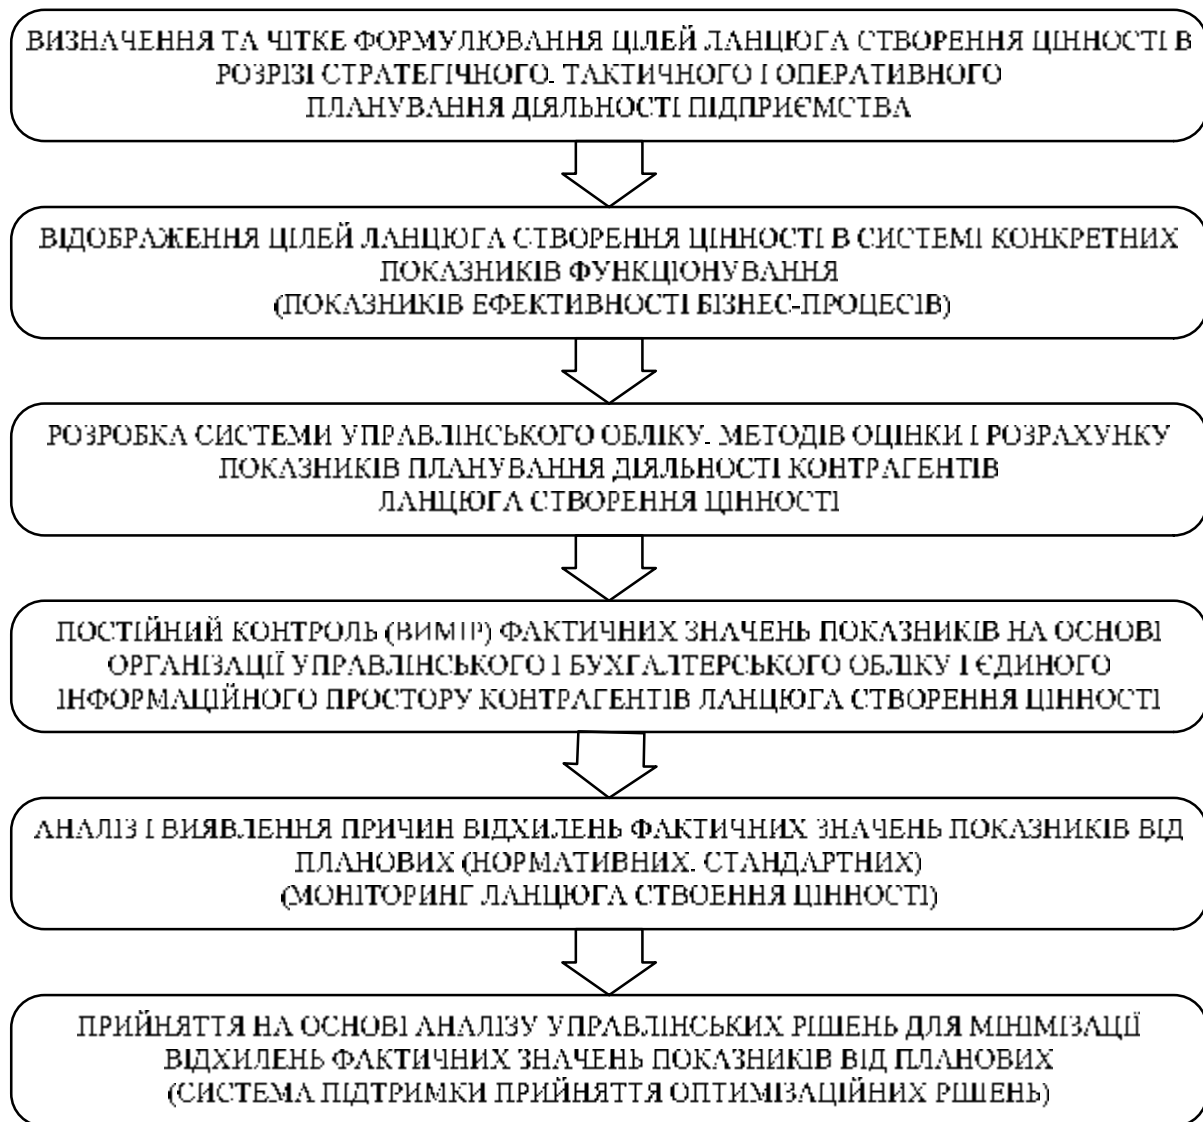 ВИЗНАЧЕННЯ ТА ЧІТКЕ ФОРМУЛЮВАННЯ ЦІЛЕЙ ЛАНЦЮГА СТВОРЕННЯ ЦІННОСТІ В
РОЗРІЗІ СТРАТЕГІЧНОГО, ТАКТИЧНОГО І ОПЕРАТИВНОГО
ПЛАНУВАННЯ ДІЯЛЬНОСТІ ПІДПРИЄМСТВА
ВІДОБРАЖЕННЯ ЦІЛЕЙ ЛАНЦЮГА СТВОРЕННЯ ЦІННОСТІ В СИСТЕМІ КОНКРЕТНИХ
ПОКАЗНИКІВ ФУНКЦІОНУВАННЯ
(ПОКАЗНИКІВ ЕФЕКТИВНОСТІ БІЗНЕС-ПРОЦЕСІВ)
РОЗРОБКА СИСТЕМИ УПРАВЛІНСЬКОГО ОБЛІКУ, МЕТОДІВ ОЦІНКИ І РОЗРАХУНКУ
ПОКАЗНИКІВ ПЛАНУВАННЯ ДІЯЛЬНОСТІ КОНТРАГЕНТІВ
ЛАНЦЮГА СТВОРЕННЯ ЦІННОСТІ
ПОСТІЙНИЙ КОНТРОЛЬ (ВИМІР) ФАКТИЧНИХ ЗНАЧЕНЬ ПОКАЗНИКІВ НА ОСНОВІ
ОРГАНІЗАЦІЇ УПРАВЛІНСЬКОГО І БУХГАЛТЕРСЬКОГО ОБЛІКУ І ЄДИНОГО
ІНФОРМАЦІЙНОГО ПРОСТОРУ КОНТРАГЕНТІВ ЛАНЦЮГА СТВОРЕННЯ ЦІННОСТІ
АНАЛІЗ І ВИЯВЛЕННЯ ПРИЧИН ВІДХИЛЕНЬ ФАКТИЧНИХ ЗНАЧЕНЬ ПОКАЗНИКІВ ВІД
ПЛАНОВИХ (НОРМАТИВНИХ, СТАНДАРТНИХ)
(МОНІТОРИНГ ЛАНЦЮГА СТВОЕННЯ ЦІННОСТІ)
ПРИЙНЯТТЯ НА ОСНОВІ АНАЛІЗУ УПРАВЛІНСЬКИХ РІШЕНЬ ДЛЯ МІНІМІЗАЦІЇ
ВІДХИЛЕНЬ ФАКТИЧНИХ ЗНАЧЕНЬ ПОКАЗНИКІВ ВІД ПЛАНОВИХ
(СИСТЕМА ПІДТРИМКИ ПРИЙНЯТТЯ ОПТИМІЗАЦІЙНИХ РІШЕНЬ)